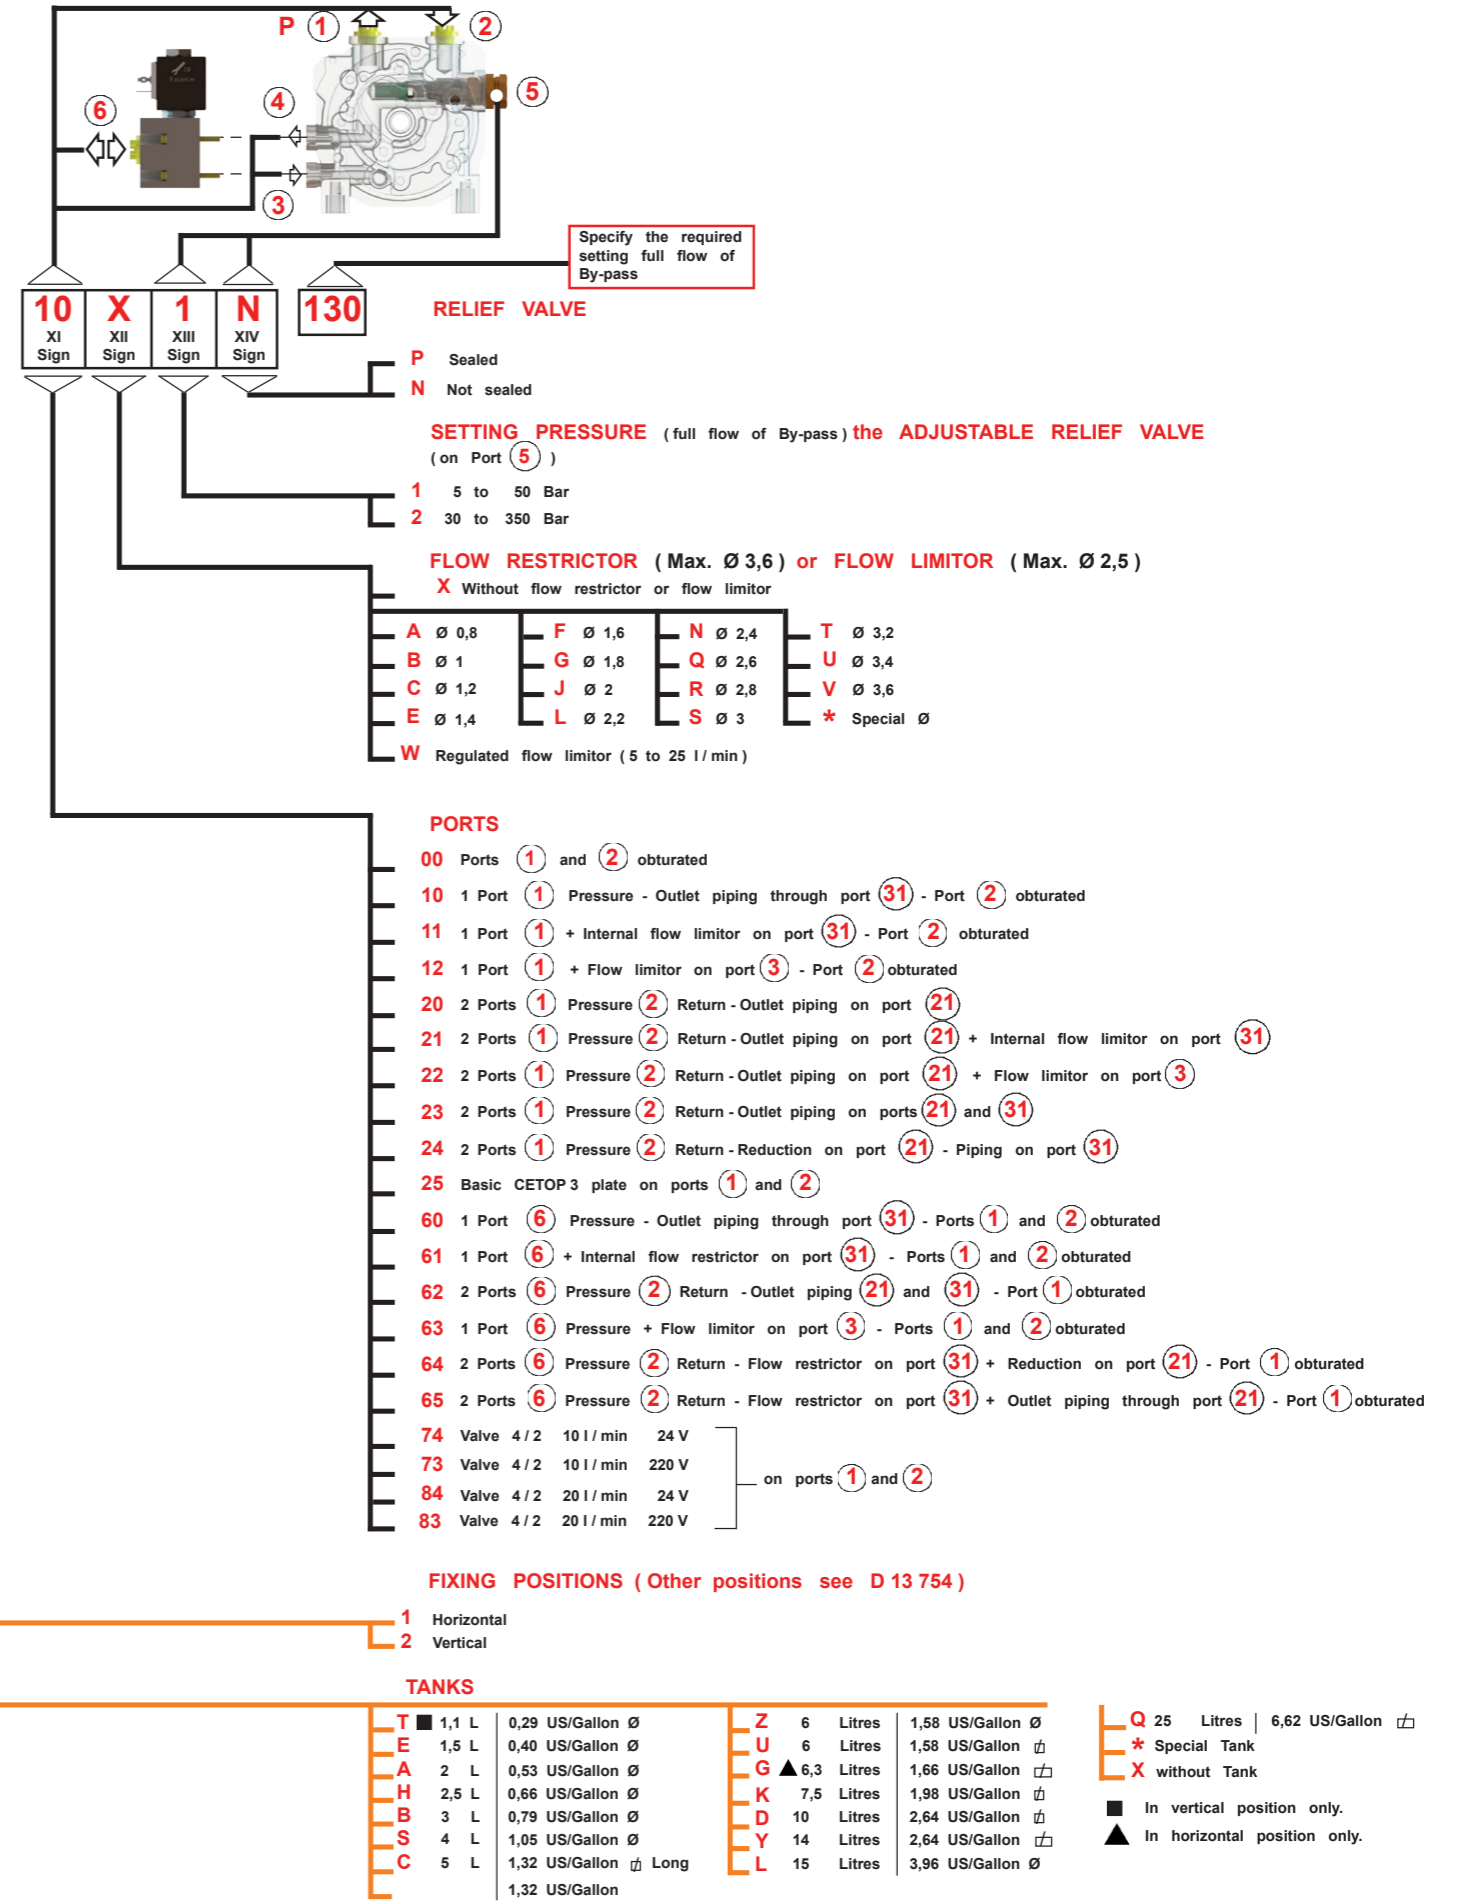 P 1 2
5
4
6
3
Specify the required
setting full flow of
By-pass
10 X 1 N 130
XI XII XIII XIV
Sign Sign Sign Sign
RELIEF VALVE
P Sealed
N Not sealed
SETTING PRESSURE ( full flow of By-pass ) the ADJUSTABLE RELIEF VALVE
( on Port 5 )
1 5 to 50 Bar
2 30 to 350 Bar
FLOW RESTRICTOR ( Max. Ø 3,6 ) or FLOW LIMITOR ( Max. Ø 2,5 )
X Without flow restrictor or flow limitor
A Ø 0,8 F Ø 1,6 N Ø 2,4 T Ø 3,2
B Ø 1 G Ø 1,8 Q Ø 2,6 U Ø 3,4
C Ø 1,2 J Ø 2 R Ø 2,8 V Ø 3,6
E Ø 1,4 L Ø 2,2 S Ø 3 * Special Ø
W Regulated flow limitor ( 5 to 25 l / min )
PORTS
00 Ports 1 and 2 obturated
10 1 Port 1 Pressure - Outlet piping through port 31 - Port 2 obturated
11 1 Port 1 + Internal flow limitor on port 31 - Port 2 obturated
12 1 Port 1 + Flow limitor on port 3 - Port 2 obturated
20 2 Ports 1 Pressure 2 Return - Outlet piping on port 21
21 2 Ports 1 Pressure 2 Return - Outlet piping on port 21 + Internal flow limitor on port 31
22 2 Ports 1 Pressure 2 Return - Outlet piping on port 21 + Flow limitor on port 3
23 2 Ports 1 Pressure 2 Return - Outlet piping on ports 21 and 31
24 2 Ports 1 Pressure 2 Return - Reduction on port 21 - Piping on port 31
25 Basic CETOP 3 plate on ports 1 and 2
60 1 Port 6 Pressure - Outlet piping through port 31 - Ports 1 and 2 obturated
61 1 Port 6 + Internal flow restrictor on port 31 - Ports 1 and 2 obturated
62 2 Ports 6 Pressure 2 Return - Outlet piping 21 and 31 - Port 1 obturated
63 1 Port 6 Pressure + Flow limitor on port 3 - Ports 1 and 2 obturated
64 2 Ports 6 Pressure 2 Return - Flow restrictor on port 31 + Reduction on port 21 - Port 1 obturated
65 2 Ports 6 Pressure 2 Return - Flow restrictor on port 31 + Outlet piping through port 21 - Port 1 obturated
74 Valve 4 / 2 10 l / min 24 V
73 Valve 4 / 2 10 l / min 220 V
on ports 1 and 2
84 Valve 4 / 2 20 l / min 24 V
83 Valve 4 / 2 20 l / min 220 V
FIXING POSITIONS ( Other positions see D 13 754 )
1 Horizontal
2 Vertical
TANKS
T ■ 1,1 L 0,29 US/Gallon Ø
E 1,5 L 0,40 US/Gallon Ø
A 2 L 0,53 US/Gallon Ø
H 2,5 L 0,66 US/Gallon Ø
B 3 L 0,79 US/Gallon Ø
S 4 L 1,05 US/Gallon Ø
C 5 L 1,32 US/Gallon Long
1,32 US/Gallon
Z 6 Litres 1,58 US/Gallon Ø
U 6 Litres 1,58 US/Gallon
G ▲ 6,3 Litres 1,66 US/Gallon
K 7,5 Litres 1,98 US/Gallon
D 10 Litres 2,64 US/Gallon
Y 14 Litres 2,64 US/Gallon
L 15 Litres 3,96 US/Gallon Ø
Q 25 Litres 6,62 US/Gallon
* Special Tank
X without Tank
■ In vertical position only.
▲ In horizontal position only.